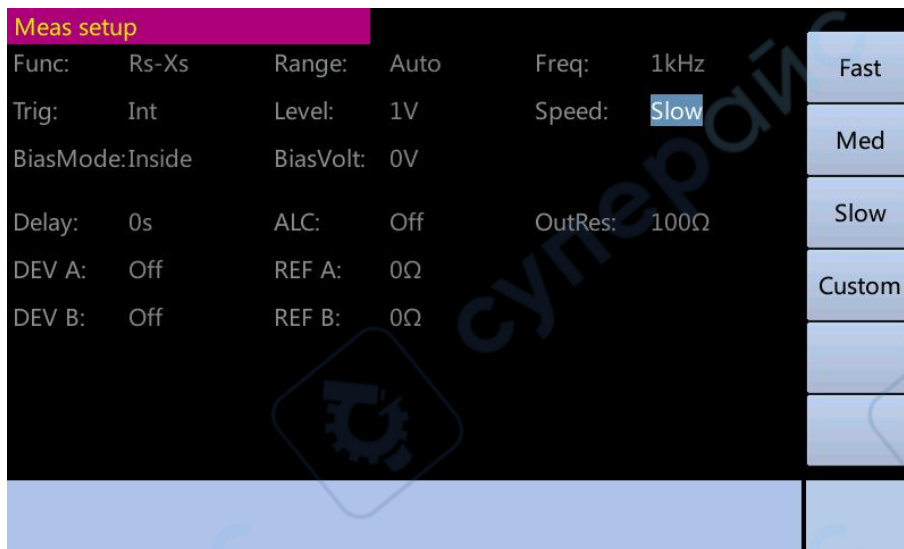 Meas setup
Func: Rs-Xs Range: Auto Freq: 1kHz
Trig: Int Level: 1V Speed: Slow
BiasMode: Inside BiasVolt: 0V
Delay: 0s ALC: Off OutRes: 100Ω
DEV A: Off REF A: 0Ω
DEV B: Off REF B: 0Ω
Fast
Med
Slow
Custom
суперайс